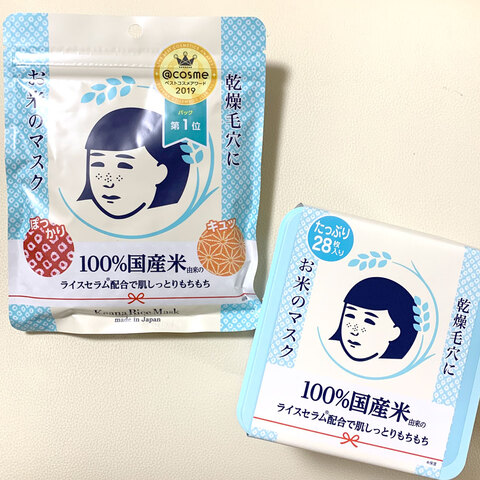 @cosme
ベストコスメアワード
2019
パック
第1位
乾燥毛穴に
お米のマスク
ぽっかり
キュッ
100%国産米由来の
ライスセラム配合で肌しっとりもちもち
Keana Rice Mask
made in Japan
たっぷり
28枚入り
乾燥毛穴に
お米のマスク
100%国産米由来の
ライスセラム®配合で肌しっとりもちもち